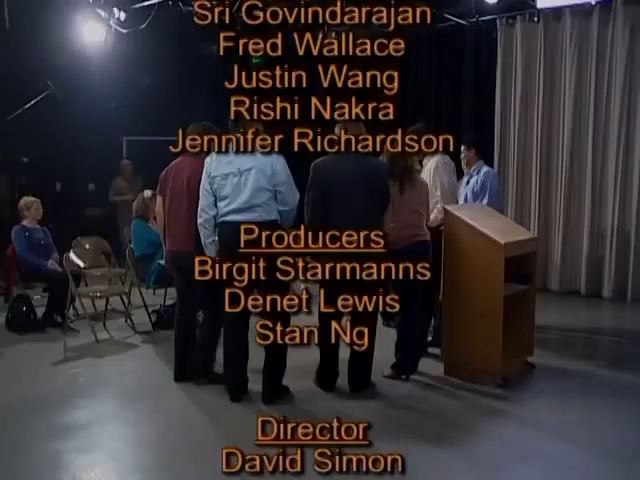 Sri Govindarajan
Fred Wallace
Justin Wang
Rishi Nakra
Jennifer Richardson
Producers
Birgit Starmanns
Denet Lewis
Stan Ng
Director
David Simon